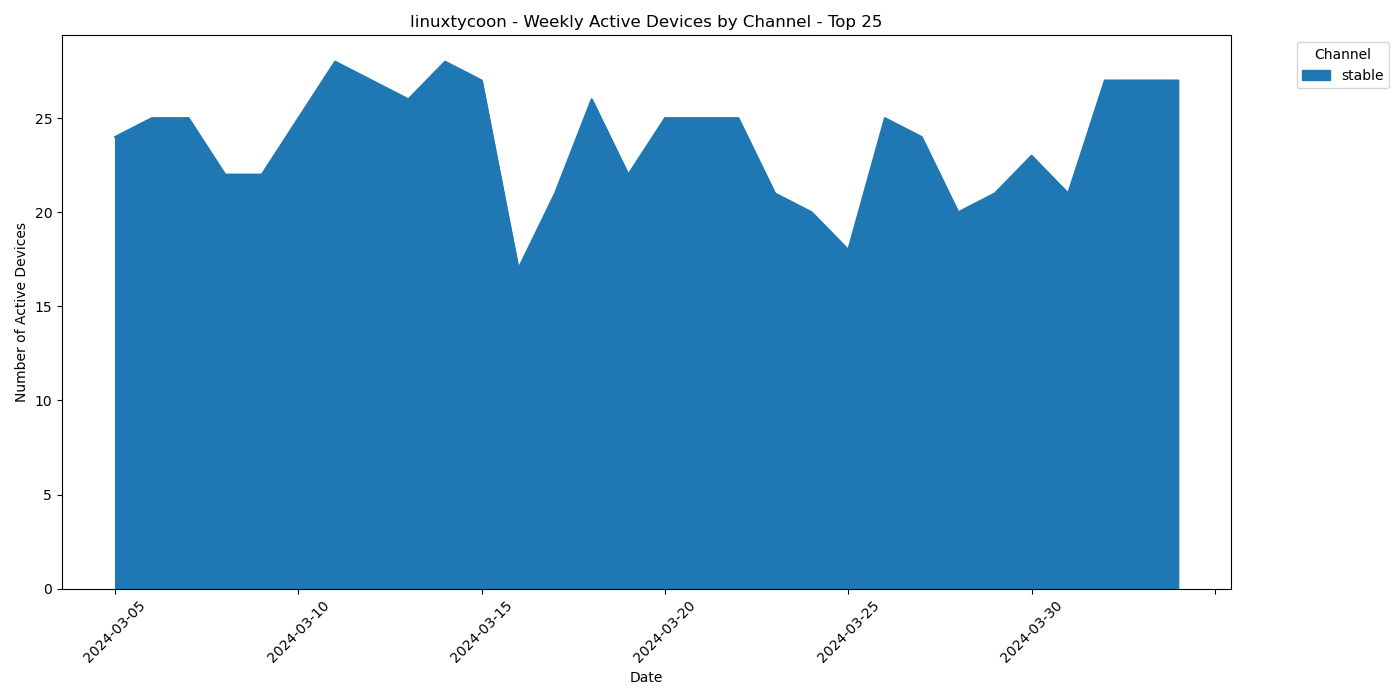 linuxtycoon - Weekly Active Devices by Channel - Top 25
Channel
stable
Number of Active Devices
25
20
15
10
5
0
2024-03-05
2024-03-10
2024-03-15
2024-03-20
2024-03-25
2024-03-30
Date